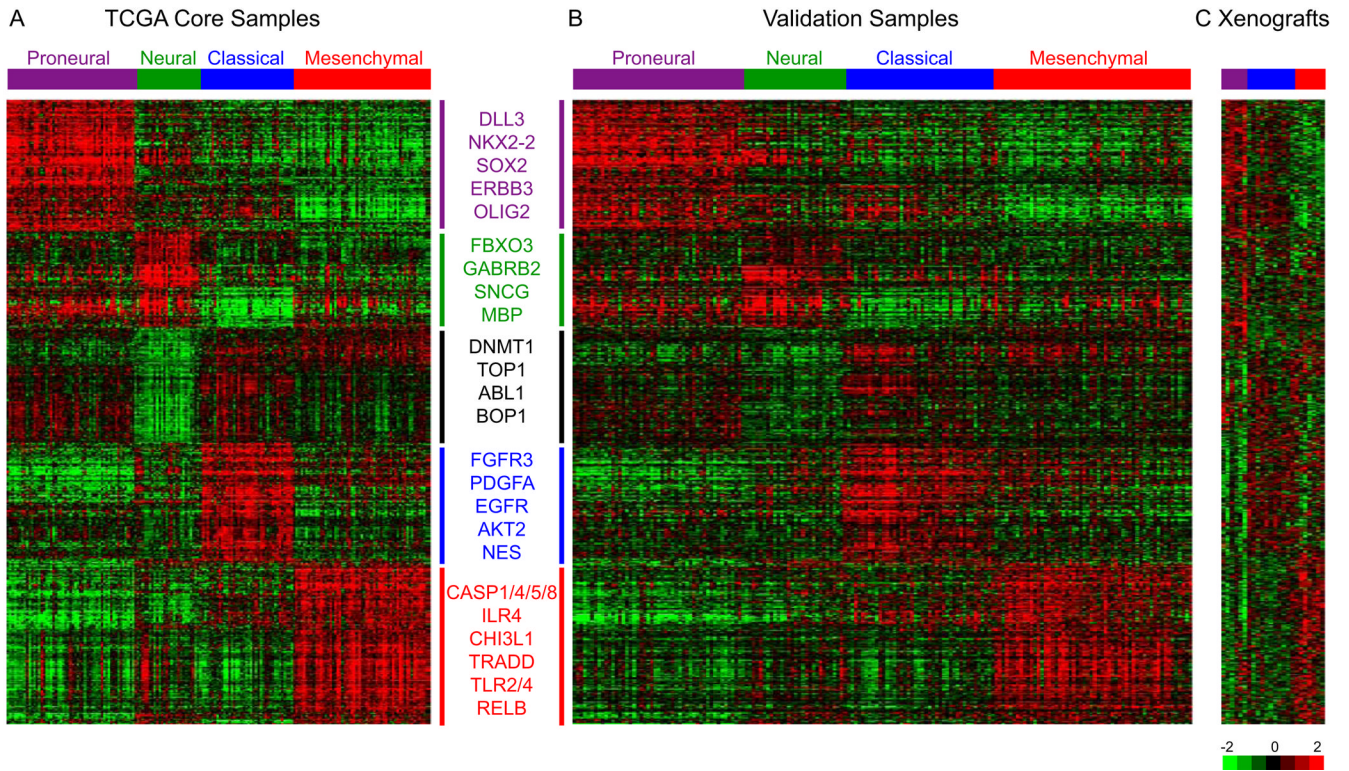 A TCGA Core Samples
B Validation Samples
C Xenografts
Proneural Neural Classical Mesenchymal
Proneural Neural Classical Mesenchymal
DLL3
NKX2-2
SOX2
ERBB3
OLIG2
FBXO3
GABRB2
SNCG
MBP
DNMT1
TOP1
ABL1
BOP1
FGFR3
PDGFA
EGFR
AKT2
NES
CASP1/4/5/8
ILR4
CHI3L1
TRADD
TLR2/4
RELB
-2 0 2